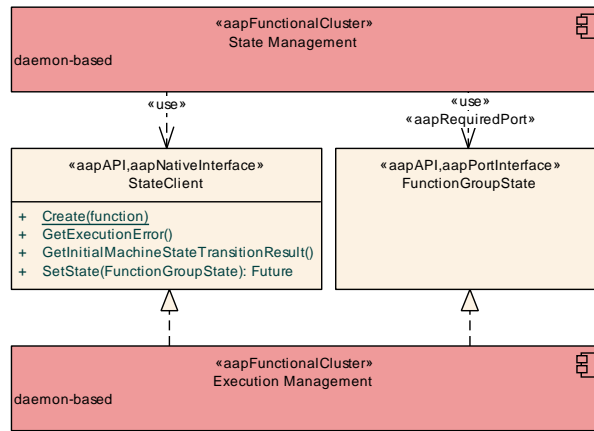 «aapFunctionalCluster»
State Management
daemon-based
«use»
«use»
«aapRequiredPort»
«aapAPI,aapNativeInterface»
StateClient
+ Create(function)
+ GetExecutionError()
+ GetInitialMachineStateTransitionResult()
+ SetState(FunctionGroupState): Future
«aapAPI,aapPortInterface»
FunctionGroupState
«aapFunctionalCluster»
Execution Management
daemon-based